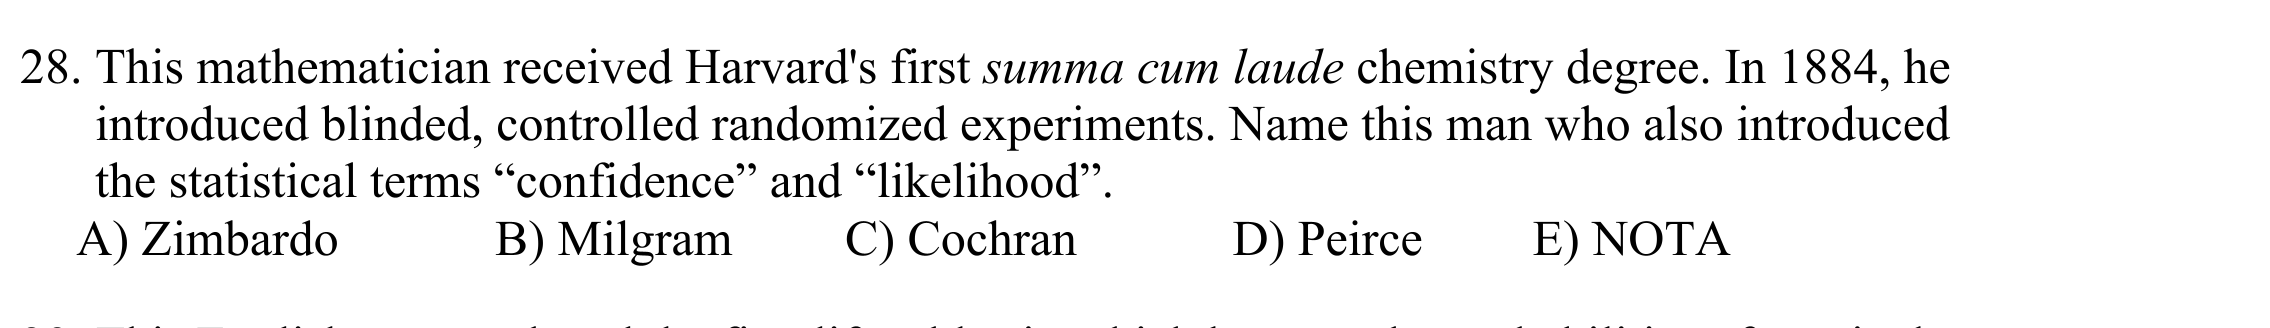 28. This mathematician received Harvard's first summa cum laude chemistry degree. In 1884, he
introduced blinded, controlled randomized experiments. Name this man who also introduced
the statistical terms “confidence” and “likelihood”.
A) Zimbardo B) Milgram C) Cochran D) Peirce E) NOTA